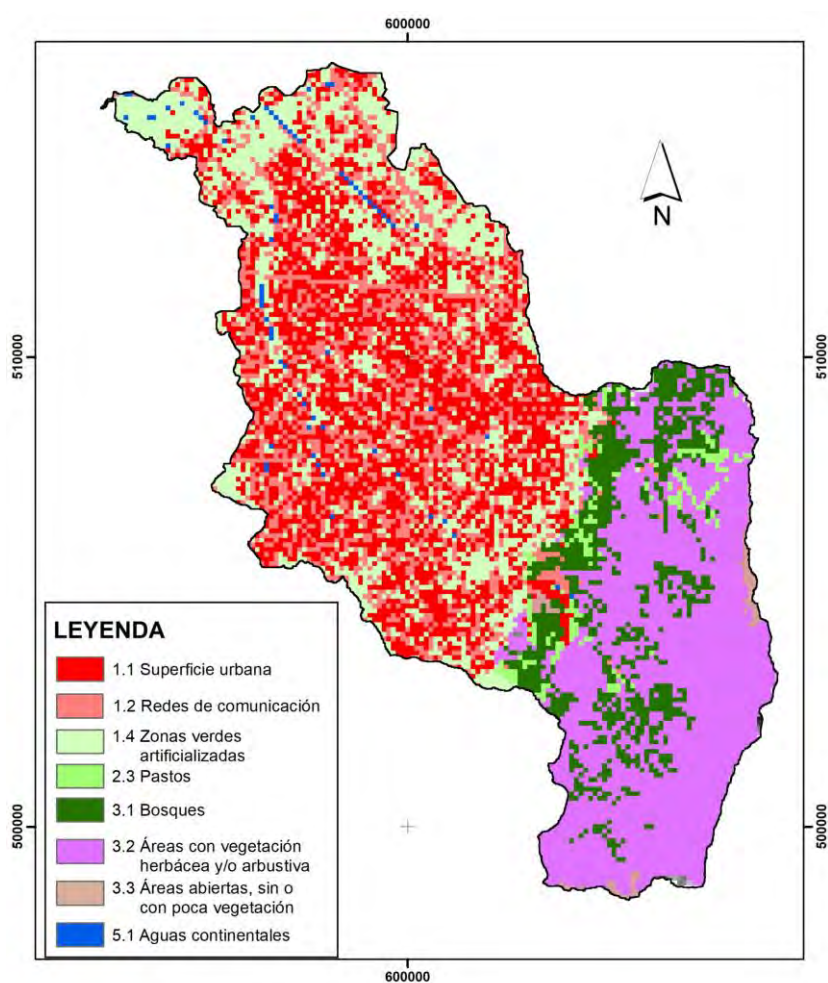 600000
N
510000
510000
LEYENDA
1.1 Superficie urbana
1.2 Redes de comunicación
1.4 Zonas verdes
artificializadas
2.3 Pastos
3.1 Bosques
3.2 Áreas con vegetación
herbácea y/o arbustiva
3.3 Áreas abiertas, sin o
con poca vegetación
5.1 Aguas continentales
500000
500000
600000